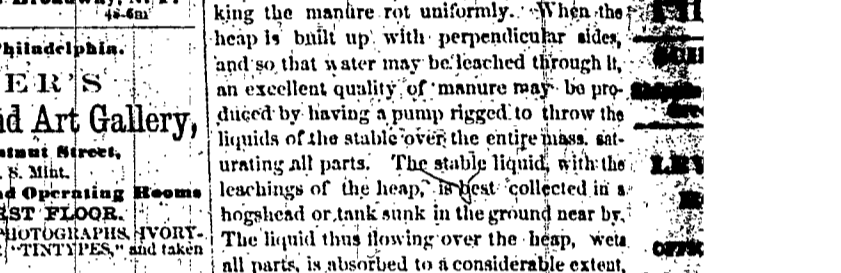 48-6m
Philadelphia.
ER'S
d Art Gallery,
Street,
S. Mint.
d Operating Rooms
ST FLOOR.
PHOTOGRAPHS, IVORY-
"TINTYPES," and taken
king the manure rot uniformly. When the
heap is built up with perpendicular sides,
and so that water may be leached through it,
an excellent quality of manure may be pro-
duced by having a pump rigged to throw the
liquids of the stable over the entire mass, sat-
urating all parts. The stable liquid, with the
leachings of the heap, is best collected in a
hogshead or tank sunk in the ground near by.
The liquid thus flowing over the heap, wets
all parts, is absorbed to a considerable extent,